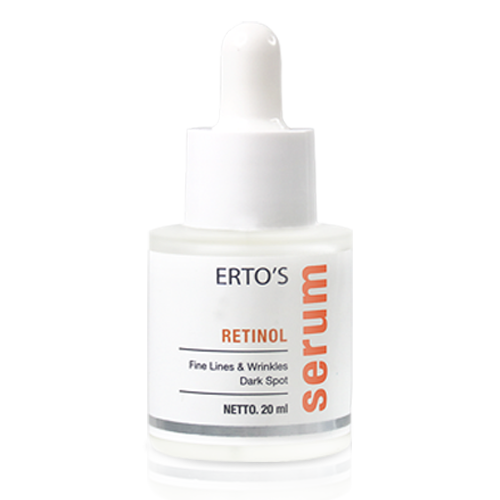 ERTO'S
RETINOL
Fine Lines & Wrinkles
Dark Spot
NETTO. 20 ml
serum